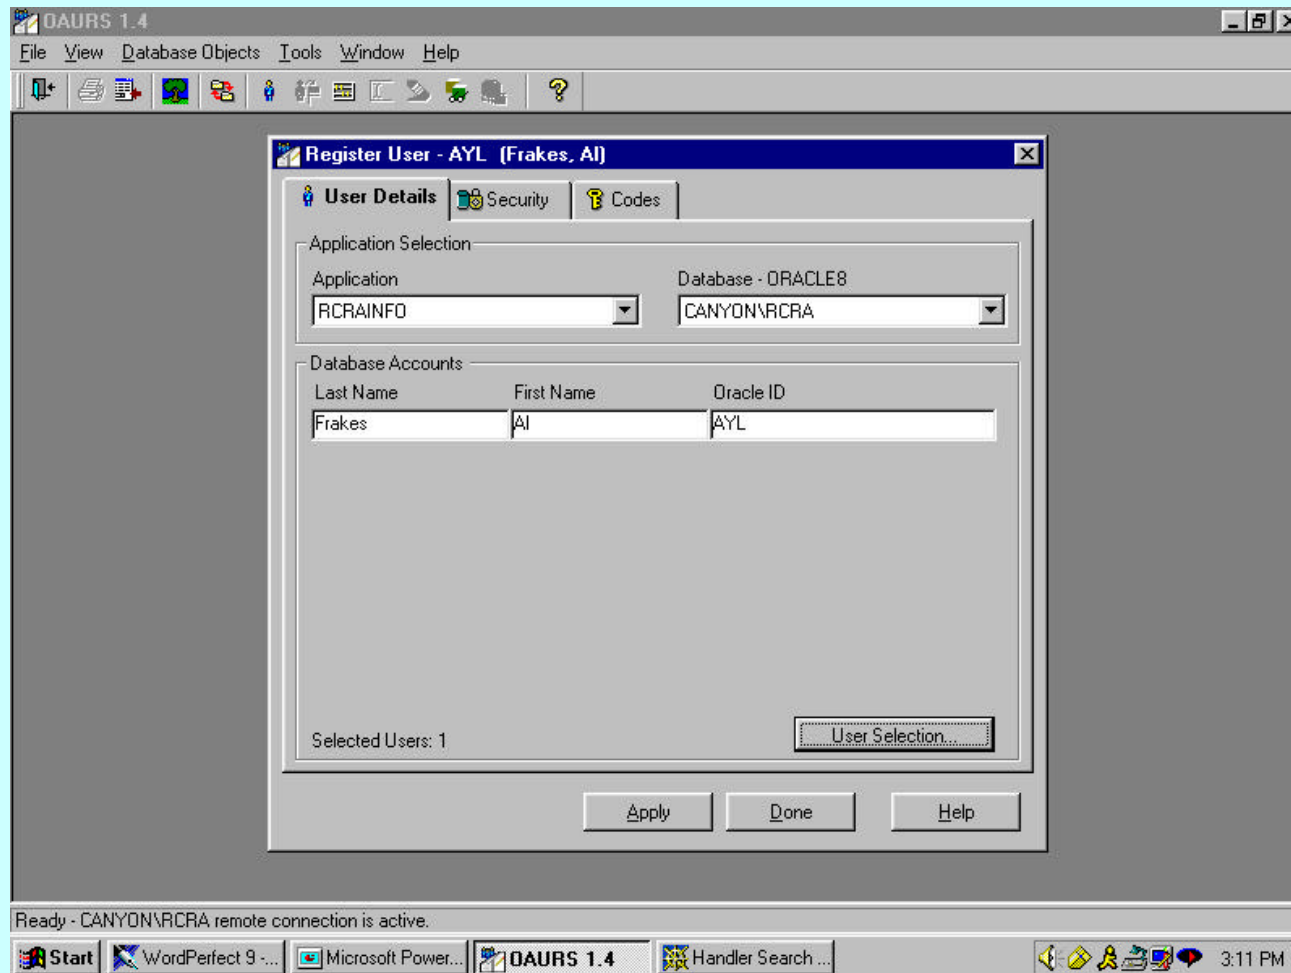 OAURS 1.4
File View Database Objects Tools Window Help
Register User - AYL (Frakes, Al)
User Details Security Codes
Application Selection
Application Database - ORACLE8
RCRAINFO CANYON\RCRA
Database Accounts
Last Name First Name Oracle ID
Frakes Al AYL
Selected Users: 1 User Selection...
Apply Done Help
Ready - CANYON\RCRA remote connection is active.
Start WordPerfect 9 -... Microsoft Power... OAURS 1.4 Handler Search ... 3:11 PM